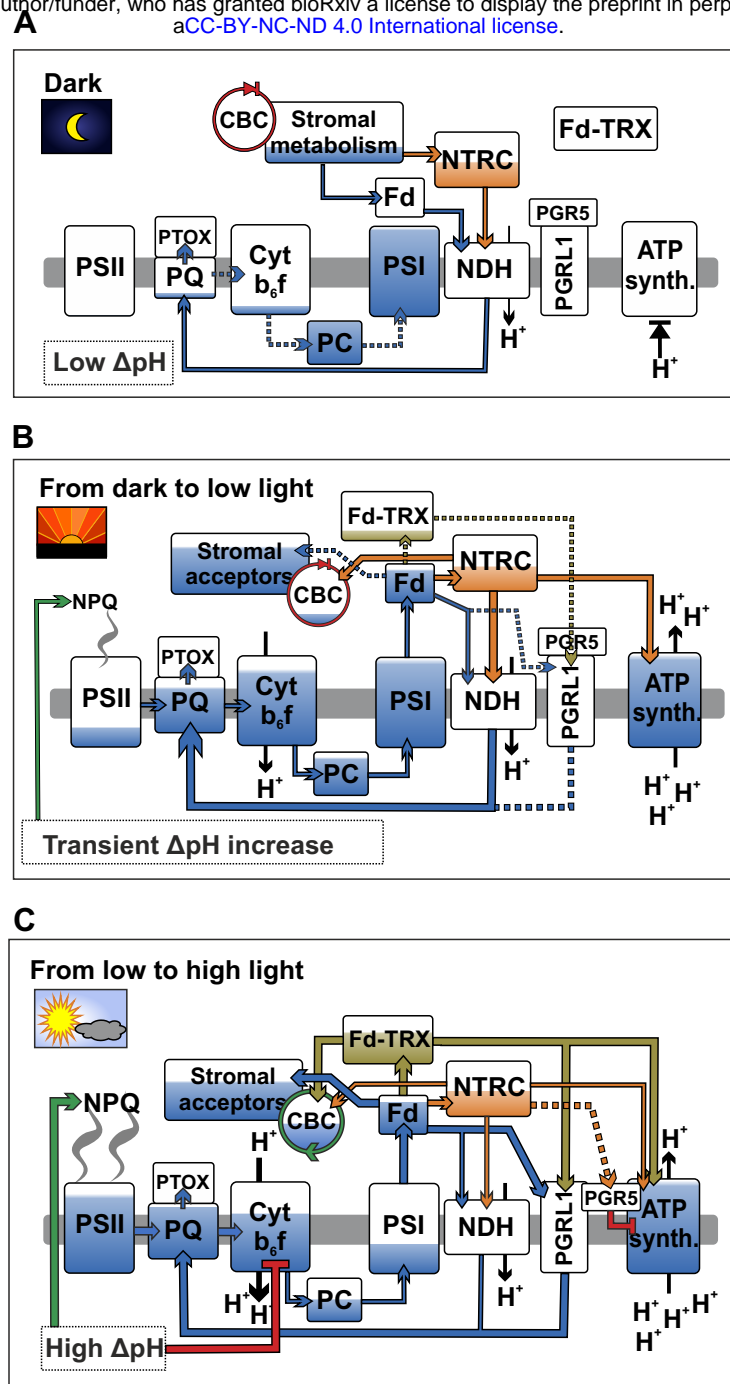 uthor/funder, who has granted bioRxiv a license to display the preprint in perp
aCC-BY-NC-ND 4.0 International license.
A
Dark
CBC
Stromal
metabolism
NTRC
Fd-TRX
Fd
PGR5
PSII
PTOX
PQ
Cyt
b₆f
PSI
NDH
PGRL1
ATP
synth.
PC
H⁺
H⁺
Low ΔpH
B
From dark to low light
Fd-TRX
Stromal
acceptors
CBC
Fd
NTRC
NPQ
H⁺
H⁺
PGR5
PSII
PTOX
PQ
Cyt
b₆f
PSI
NDH
PGRL1
ATP
synth.
PC
H⁺
H⁺
H⁺
H⁺
H⁺
Transient ΔpH increase
C
From low to high light
Fd-TRX
Stromal
acceptors
CBC
Fd
NTRC
NPQ
H⁺
H⁺
PSII
PTOX
PQ
Cyt
b₆f
PSI
NDH
PGRL1
PGR5
ATP
synth.
PC
H⁺
H⁺
H⁺
H⁺
H⁺
H⁺
H⁺
High ΔpH